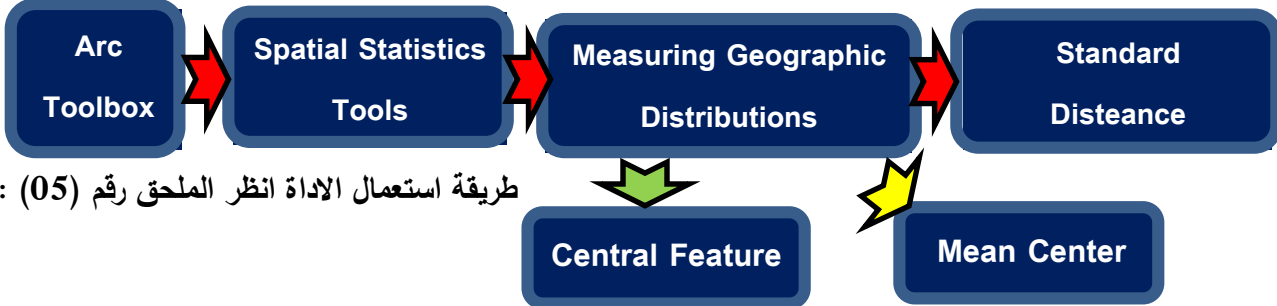 Arc
Toolbox
Spatial Statistics
Tools
Measuring Geographic
Distributions
Standard
Disteance
طريقة استعمال الاداة انظر الملحق رقم (05) :
Central Feature
Mean Center